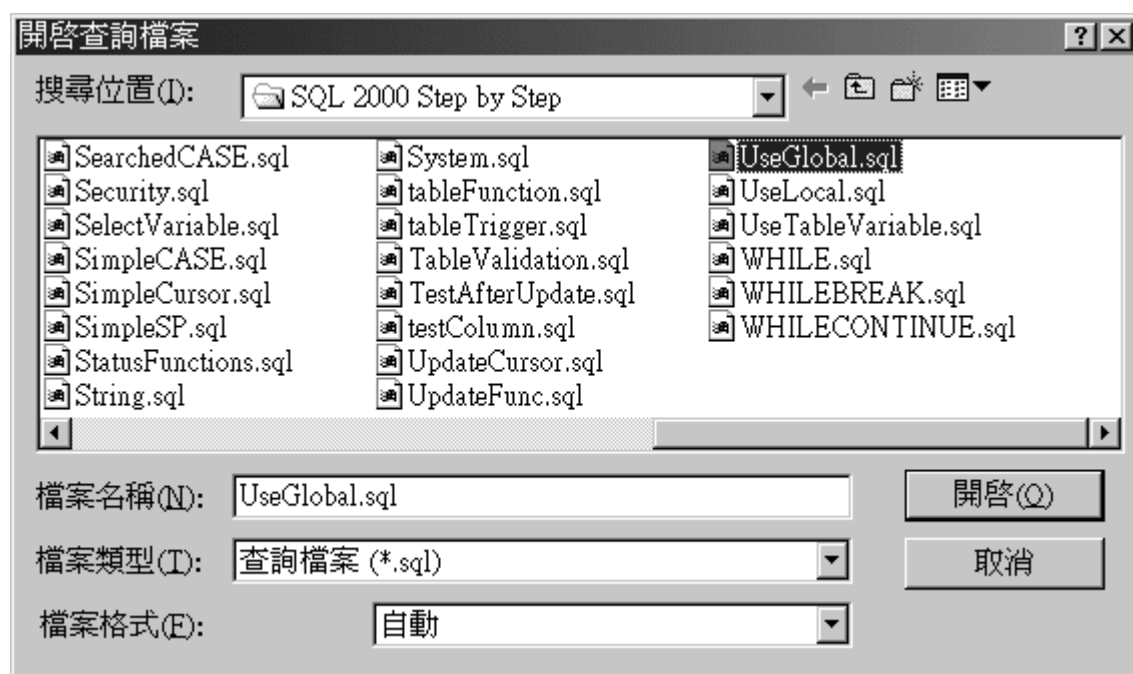 開啓查詢檔案
搜尋位置(I): SQL 2000 Step by Step
SearchedCASE.sql System.sql UseGlobal.sql
Security.sql tableFunction.sql UseLocal.sql
SelectVariable.sql tableTrigger.sql UseTableVariable.sql
SimpleCASE.sql TableValidation.sql WHILE.sql
SimpleCursor.sql TestAfterUpdate.sql WHILEBREAK.sql
SimpleSP.sql testColumn.sql WHILECONTINUE.sql
StatusFunctions.sql UpdateCursor.sql
String.sql UpdateFunc.sql
檔案名稱(N): UseGlobal.sql 開啓(O)
檔案類型(T): 查詢檔案 (*.sql) 取消
檔案格式(F): 自動